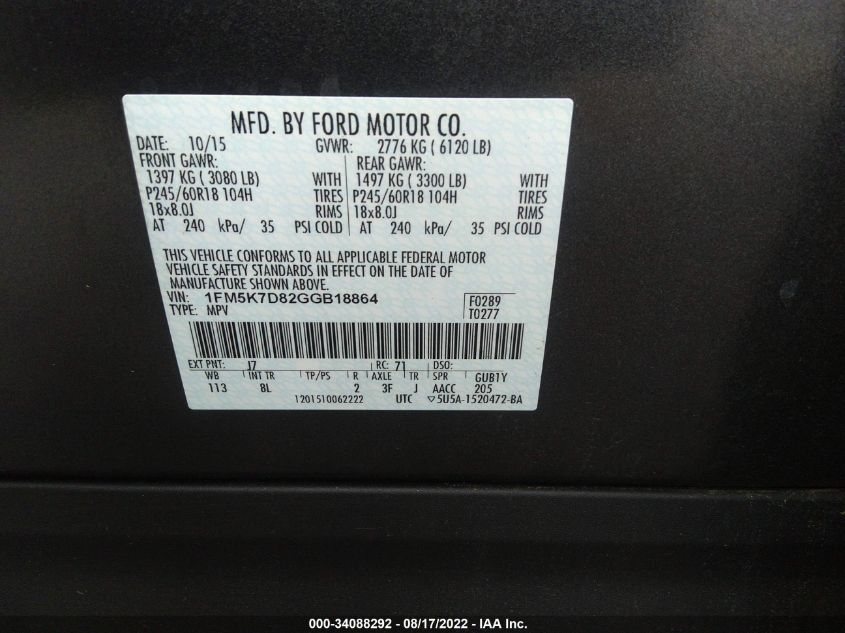 MFD. BY FORD MOTOR CO.
DATE: 10/15 GVWR: 2776 KG ( 6120 LB)
FRONT GAWR: REAR GAWR:
1397 KG ( 3080 LB) WITH 1497 KG ( 3300 LB) WITH
P245/60R18 104H TIRES P245/60R18 104H TIRES
18x8.0J RIMS 18x8.0J RIMS
AT 240 kPa/ 35 PSI COLD AT 240 kPa/ 35 PSI COLD
THIS VEHICLE CONFORMS TO ALL APPLICABLE FEDERAL MOTOR
VEHICLE SAFETY STANDARDS IN EFFECT ON THE DATE OF
MANUFACTURE SHOWN ABOVE.
VIN: 1FM5K7D82GGB18864 F0289
TYPE: MPV T0277
EXT PNT: J7 RC: 71 DSO:
WB INT TR TP/PS R AXLE TR SPR GUB1Y
113 8L 2 3F J AACC 205
1201510062222 UTC ▽5U5A-1520472-BA
000-34088292 - 08/17/2022 - IAA Inc.